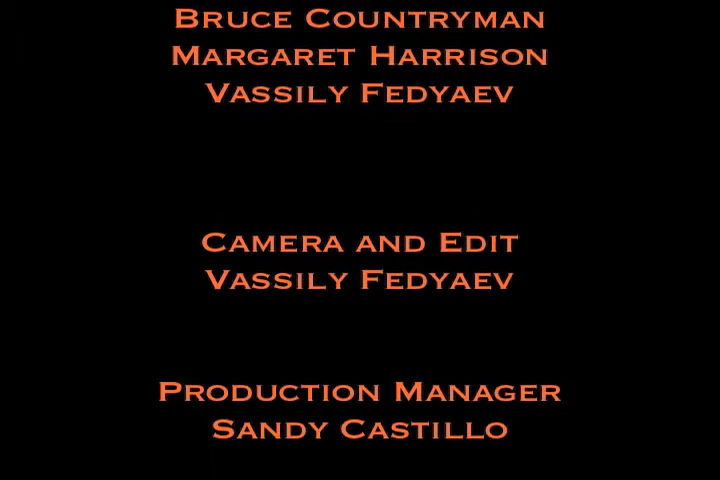 Bruce Countryman
Margaret Harrison
Vassily Fedyaev
Camera and Edit
Vassily Fedyaev
Production Manager
Sandy Castillo